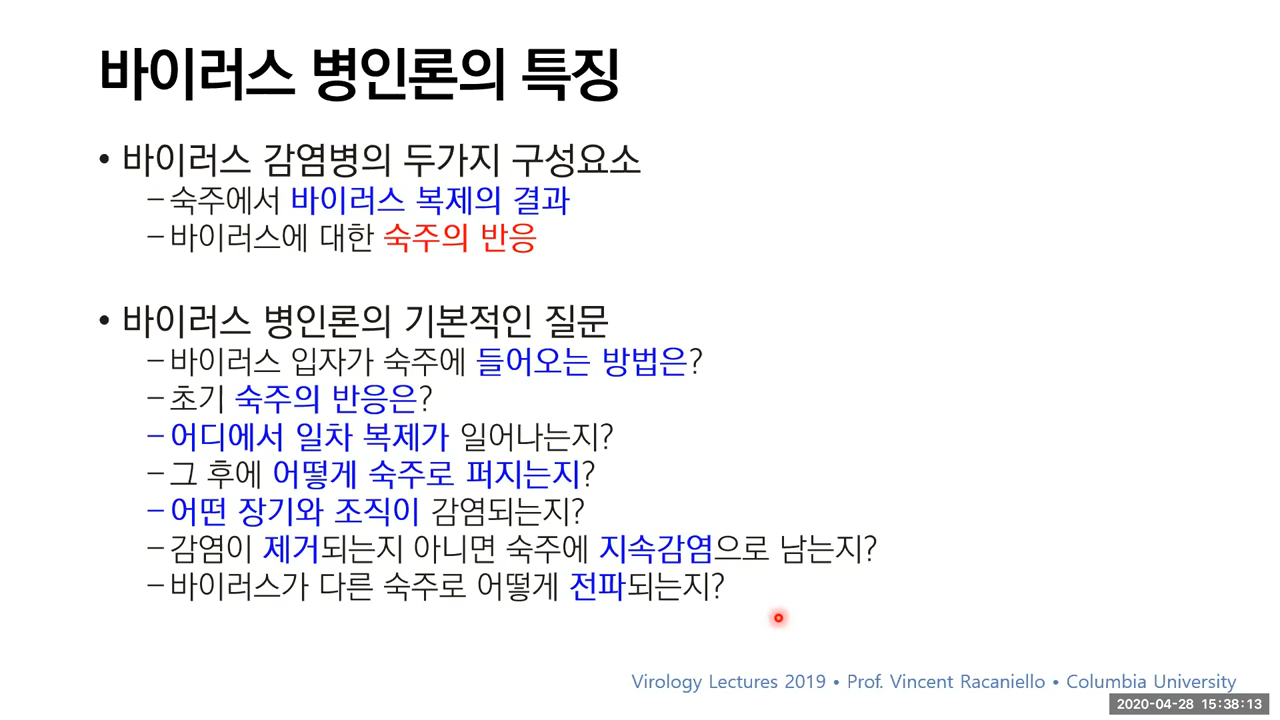 바이러스 병인론의 특징
• 바이러스 감염병의 두가지 구성요소
– 숙주에서 바이러스 복제의 결과
– 바이러스에 대한 숙주의 반응
• 바이러스 병인론의 기본적인 질문
– 바이러스 입자가 숙주에 들어오는 방법은?
– 초기 숙주의 반응은?
– 어디에서 일차 복제가 일어나는지?
– 그 후에 어떻게 숙주로 퍼지는지?
– 어떤 장기와 조직이 감염되는지?
– 감염이 제거되는지 아니면 숙주에 지속감염으로 남는지?
– 바이러스가 다른 숙주로 어떻게 전파되는지?
Virology Lectures 2019 • Prof. Vincent Racaniello • Columbia University
2020-04-28 15:38:13